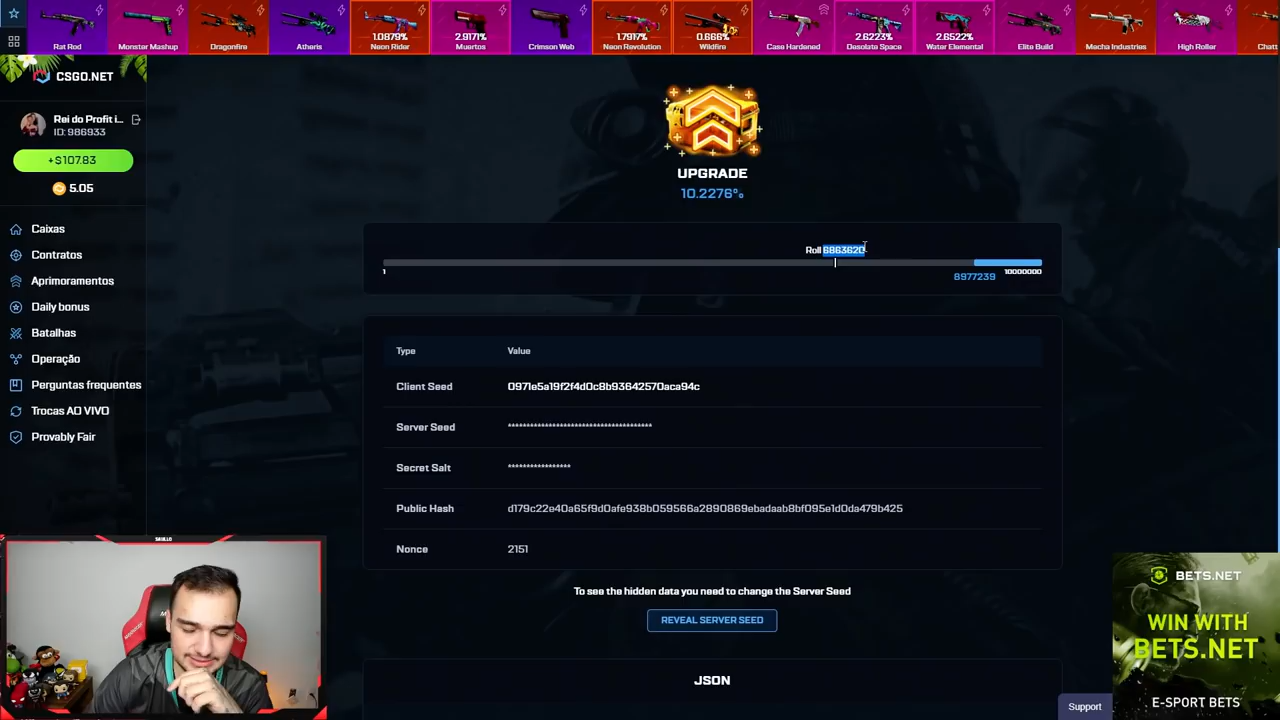 1.0879%
2.9171%
1.7917%
0.666%
2.6223%
2.6522%
Rat Rod
Monster Mashup
Dragonfire
Atheris
Neon Rider
Muertos
Crimson Web
Neon Revolution
Wildfire
Case Hardened
Desolate Space
Water Elemental
Elite Build
Mecha Industries
High Roller
CSGO.NET
Rei do Profit i...
ID: 986933
+$107.83
5.05
Caixas
Contratos
Aprimoramentos
Daily bonus
Batalhas
Operação
Perguntas frequentes
Trocas AO VIVO
Provably Fair
UPGRADE
10.2276%
Roll 6863620
1
8977239
10000000
Type
Value
Client Seed
0971e5a19f2f4d0c8b93642570aca94c
Server Seed
**************************************
Secret Salt
****************
Public Hash
d179c22e40a65f9d0afe938b059566a2890869ebadaab8bf095e1d0da479b425
Nonce
2151
To see the hidden data you need to change the Server Seed
REVEAL SERVER SEED
JSON
Support
SAULLO
BETS.NET
WIN WITH
BETS.NET
E-SPORT BETS